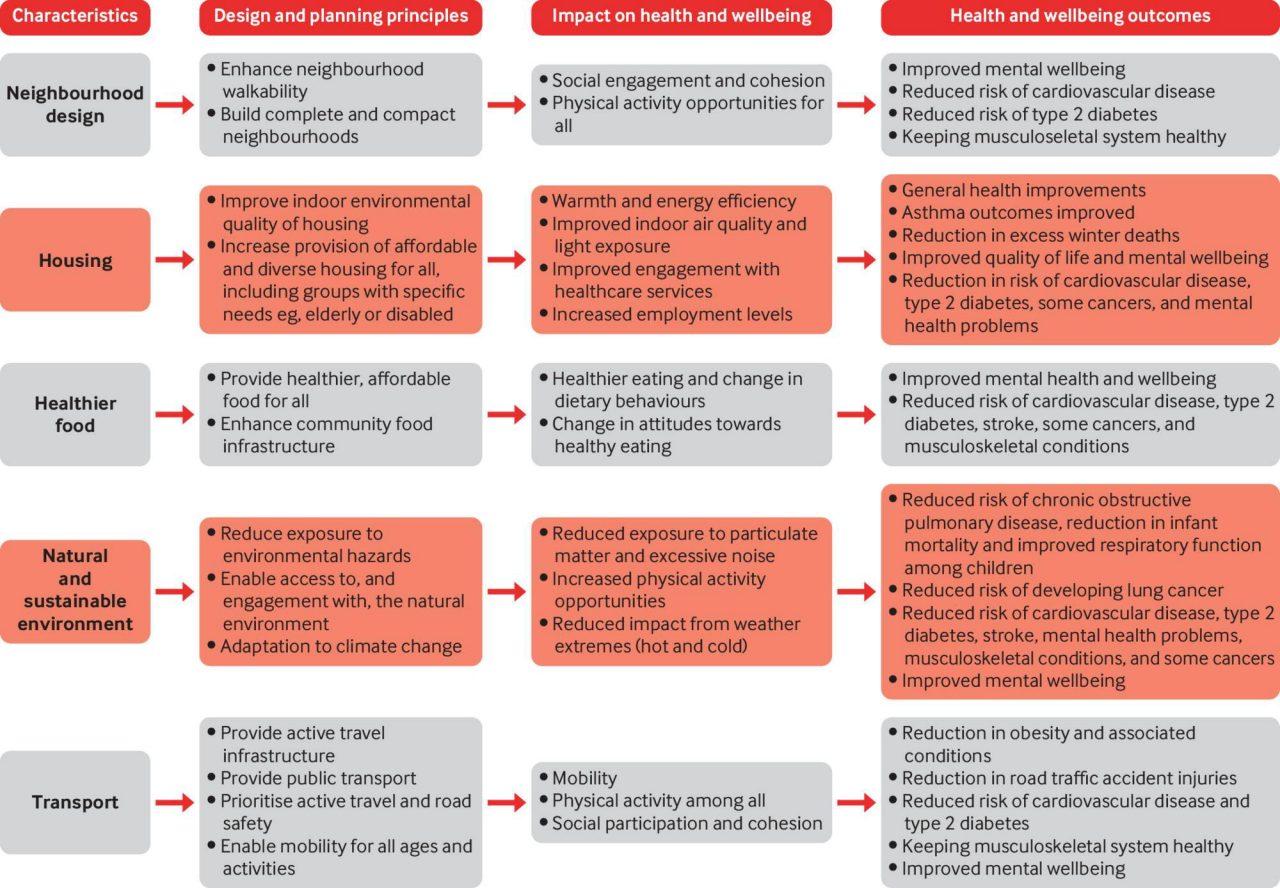 Characteristics
Design and planning principles
Impact on health and wellbeing
Health and wellbeing outcomes
Neighbourhood
design
• Enhance neighbourhood
walkability
• Build complete and compact
neighbourhoods
• Social engagement and cohesion
• Physical activity opportunities for
all
• Improved mental wellbeing
• Reduced risk of cardiovascular disease
• Reduced risk of type 2 diabetes
• Keeping musculoseletal system healthy
Housing
• Improve indoor environmental
quality of housing
• Increase provision of affordable
and diverse housing for all,
including groups with specific
needs eg, elderly or disabled
• Warmth and energy efficiency
• Improved indoor air quality and
light exposure
• Improved engagement with
healthcare services
• Increased employment levels
• General health improvements
• Asthma outcomes improved
• Reduction in excess winter deaths
• Improved quality of life and mental wellbeing
• Reduction in risk of cardiovascular disease,
type 2 diabetes, some cancers, and mental
health problems
Healthier
food
• Provide healthier, affordable
food for all
• Enhance community food
infrastructure
• Healthier eating and change in
dietary behaviours
• Change in attitudes towards
healthy eating
• Improved mental health and wellbeing
• Reduced risk of cardiovascular disease, type 2
diabetes, stroke, some cancers, and
musculoskeletal conditions
Natural
and
sustainable
environment
• Reduce exposure to
environmental hazards
• Enable access to, and
engagement with, the natural
environment
• Adaptation to climate change
• Reduced exposure to particulate
matter and excessive noise
• Increased physical activity
opportunities
• Reduced impact from weather
extremes (hot and cold)
• Reduced risk of chronic obstructive
pulmonary disease, reduction in infant
mortality and improved respiratory function
among children
• Reduced risk of developing lung cancer
• Reduced risk of cardiovascular disease, type 2
diabetes, stroke, mental health problems,
musculoskeletal conditions, and some cancers
• Improved mental wellbeing
Transport
• Provide active travel
infrastructure
• Provide public transport
• Prioritise active travel and road
safety
• Enable mobility for all ages and
activities
• Mobility
• Physical activity among all
• Social participation and cohesion
• Reduction in obesity and associated
conditions
• Reduction in road traffic accident injuries
• Reduced risk of cardiovascular disease and
type 2 diabetes
• Keeping musculoskeletal system healthy
• Improved mental wellbeing